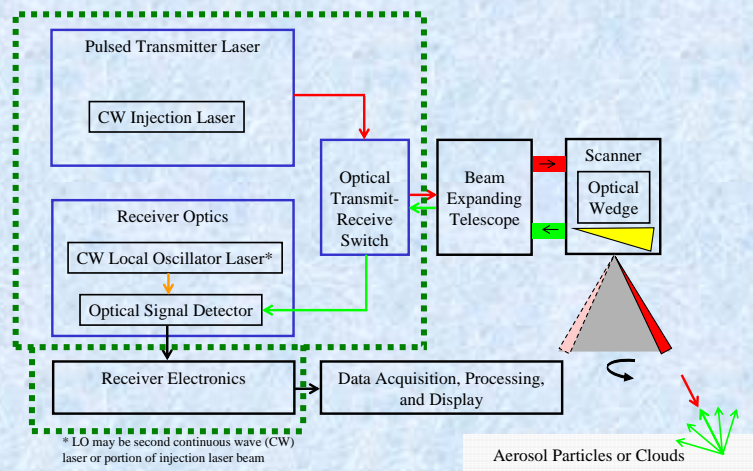 Pulsed Transmitter Laser
CW Injection Laser
Optical
Transmit-
Receive
Switch
Beam
Expanding
Telescope
Scanner
Optical
Wedge
Receiver Optics
CW Local Oscillator Laser*
Optical Signal Detector
Receiver Electronics
Data Acquisition, Processing,
and Display
* LO may be second continuous wave (CW)
laser or portion of injection laser beam
Aerosol Particles or Clouds